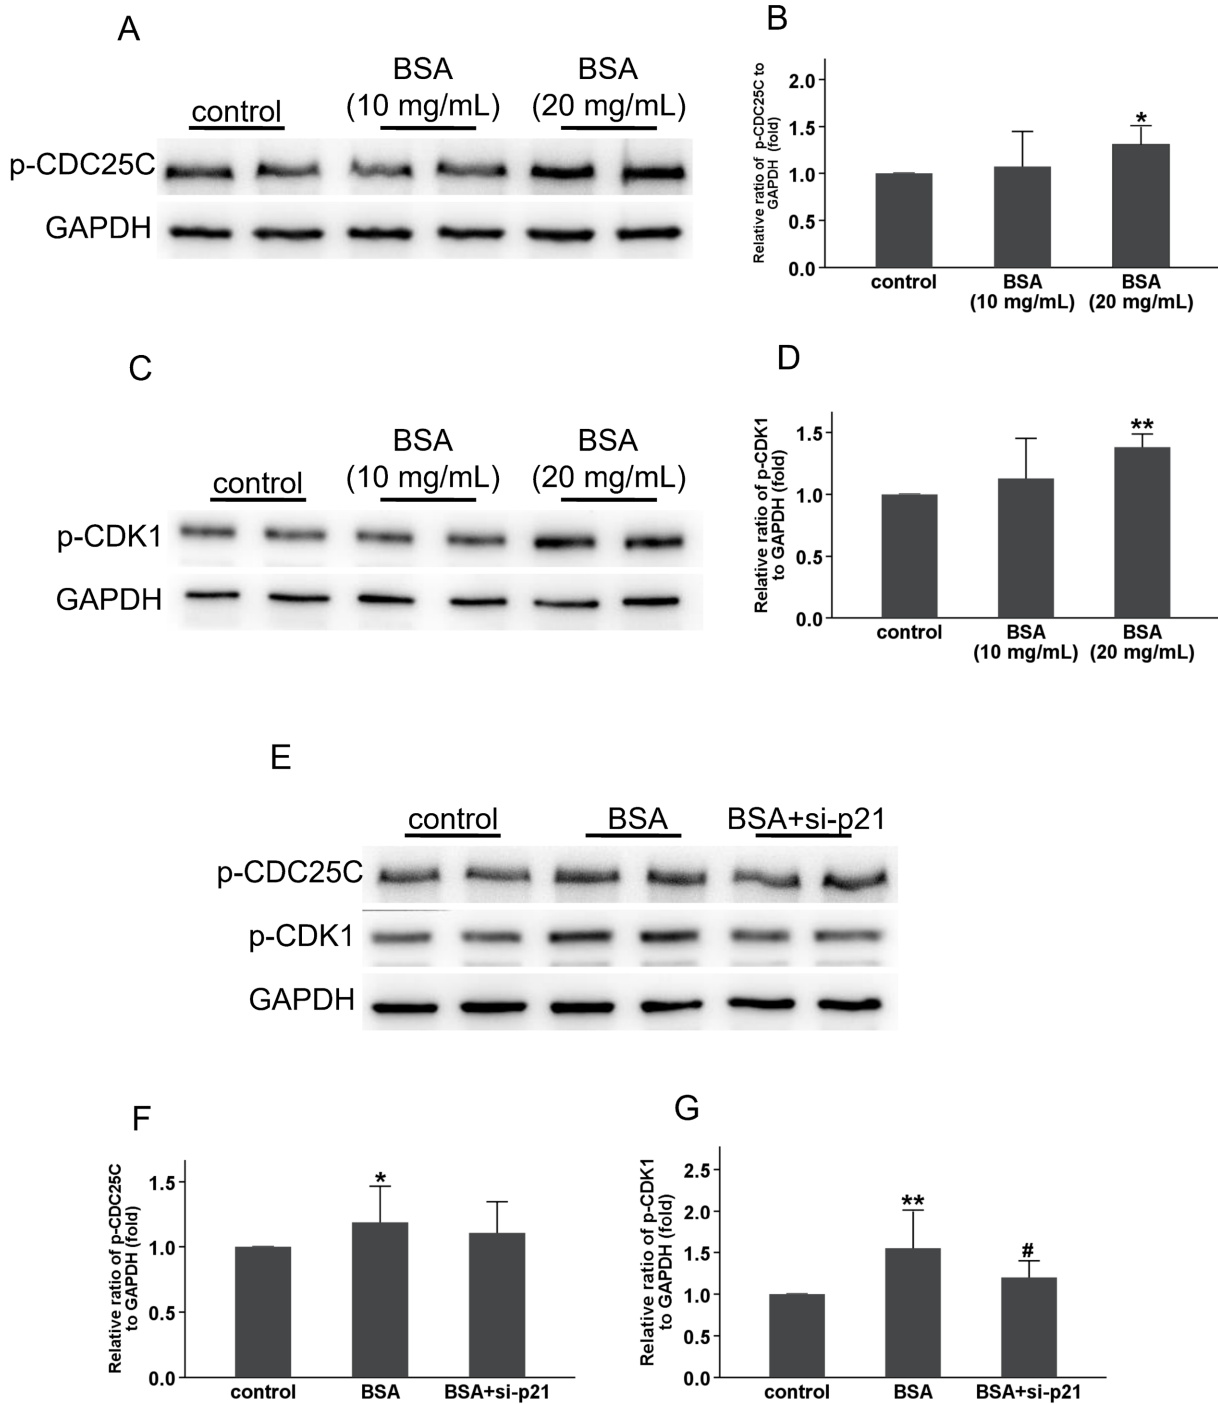 A
BSA
(10 mg/mL)
BSA
(20 mg/mL)
control
p-CDC25C
GAPDH
B
Relative ratio of p-CDC25C to
GAPDH (fold)
2.0
1.5
1.0
0.5
0.0
*
control
BSA
(10 mg/mL)
BSA
(20 mg/mL)
C
BSA
(10 mg/mL)
BSA
(20 mg/mL)
control
p-CDK1
GAPDH
D
Relative ratio of p-CDK1
to GAPDH (fold)
1.5
1.0
0.5
0.0
**
control
BSA
(10 mg/mL)
BSA
(20 mg/mL)
E
control
BSA
BSA+si-p21
p-CDC25C
p-CDK1
GAPDH
F
Relative ratio of p-CDC25C
to GAPDH (fold)
1.5
1.0
0.5
0.0
*
control
BSA
BSA+si-p21
G
Relative ratio of p-CDK1
to GAPDH (fold)
2.5
2.0
1.5
1.0
0.5
0.0
**
#
control
BSA
BSA+si-p21